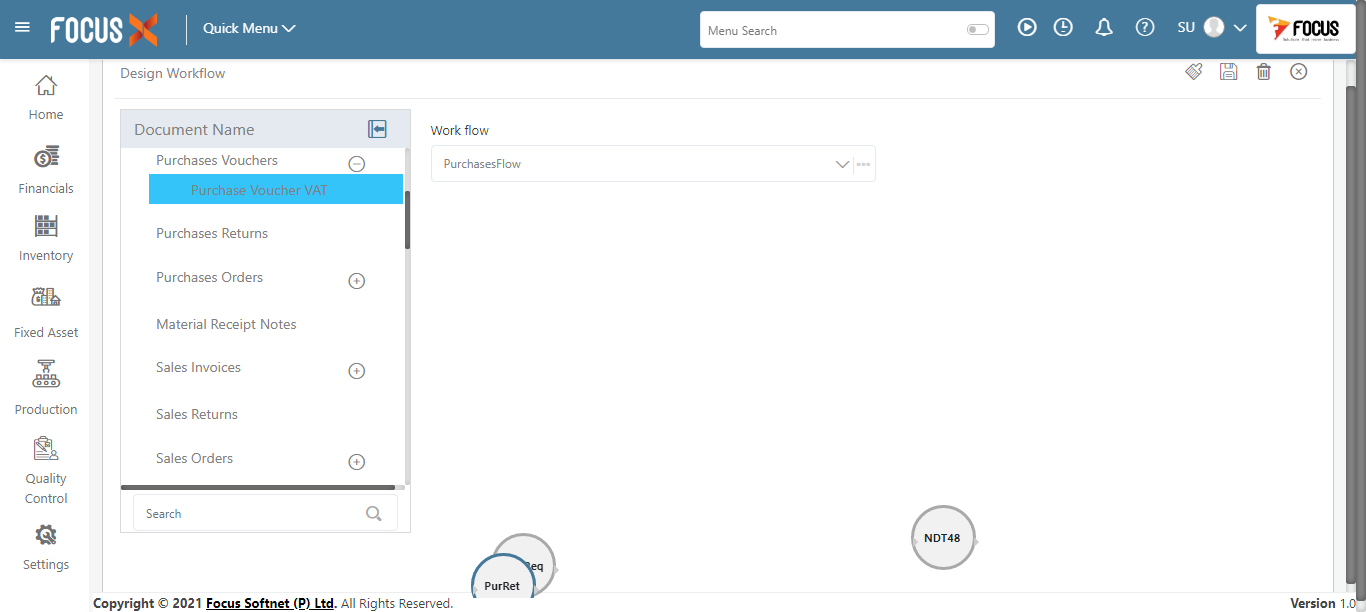 FOCUS X
Quick Menu
Menu Search
SU
FOCUS
Design Workflow
Home
Financials
Inventory
Fixed Asset
Production
Quality
Control
Settings
Document Name
Purchases Vouchers
Purchase Voucher VAT
Purchases Returns
Purchases Orders
Material Receipt Notes
Sales Invoices
Sales Returns
Sales Orders
Search
Work flow
PurchasesFlow
NDT48
eq
PurRet
Copyright © 2021 Focus Softnet (P) Ltd. All Rights Reserved.
Version 1.0